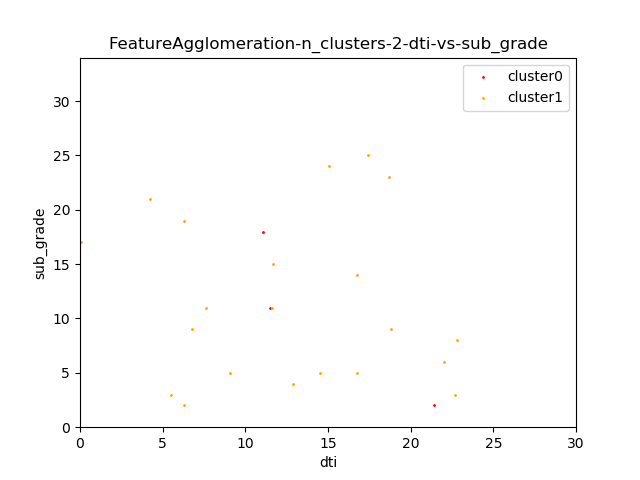 FeatureAgglomeration-n_clusters-2-dti-vs-sub_grade
cluster0
cluster1
30
25
20
15
10
5
0
sub_grade
0 5 10 15 20 25 30
dti